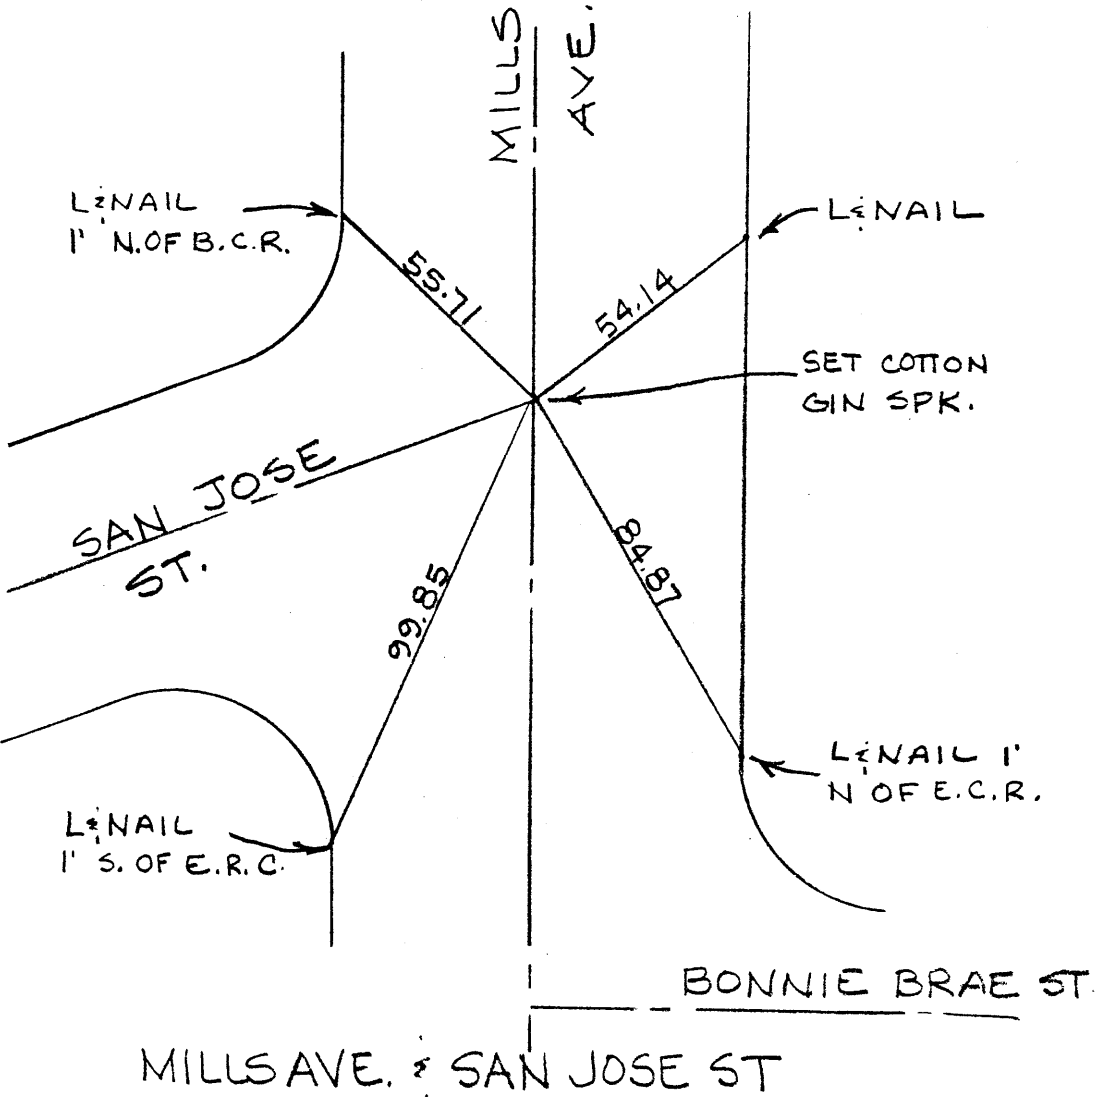 MILLS
AVE.
L&NAIL
1' N. OF B.C.R.
L&NAIL
55.71
54.14
SET COTTON
GIN SPK.
SAN JOSE
ST.
99.85
84.87
L&NAIL 1'
N OF E.C.R.
L&NAIL
1' S. OF E.R.C.
BONNIE BRAE ST.
MILLS AVE. & SAN JOSE ST